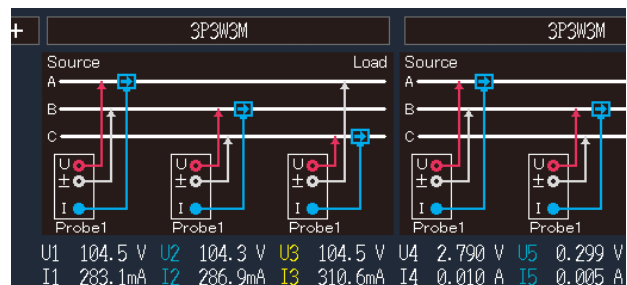 + 3P3W3M 3P3W3M
Source Load Source
A A
B B
C C
U U U U U
± ± ± ± ±
I I I I I
Probe1 Probe1 Probe1 Probe1 Probe1
U1 104.5 V U2 104.3 V U3 104.5 V U4 2.790 V U5 0.299 V
I1 283.1mA I2 286.9mA I3 310.6mA I4 0.010 A I5 0.005 A